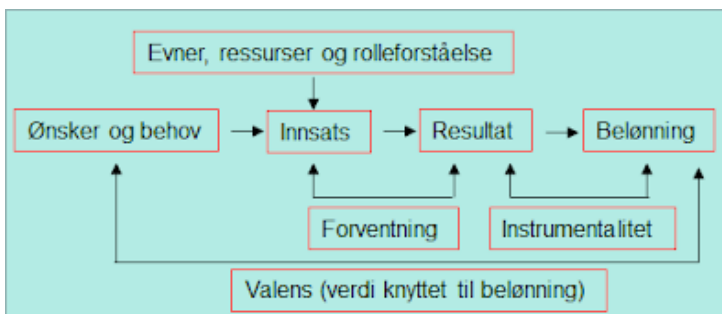 Evner, ressurser og rolleforståelse
Ønsker og behov
Innsats
Resultat
Belønning
Forventning
Instrumentalitet
Valens (verdi knyttet til belønning)